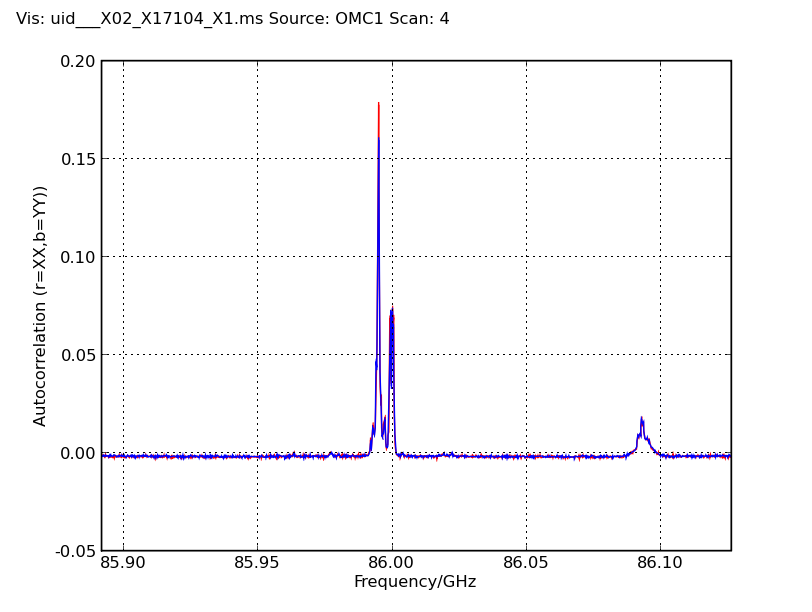 Vis: uid___X02_X17104_X1.ms Source: OMC1 Scan: 4
0.20
0.15
0.10
0.05
0.00
-0.05
Autocorrelation (r=XX,b=YY))
85.90 85.95 86.00 86.05 86.10
Frequency/GHz